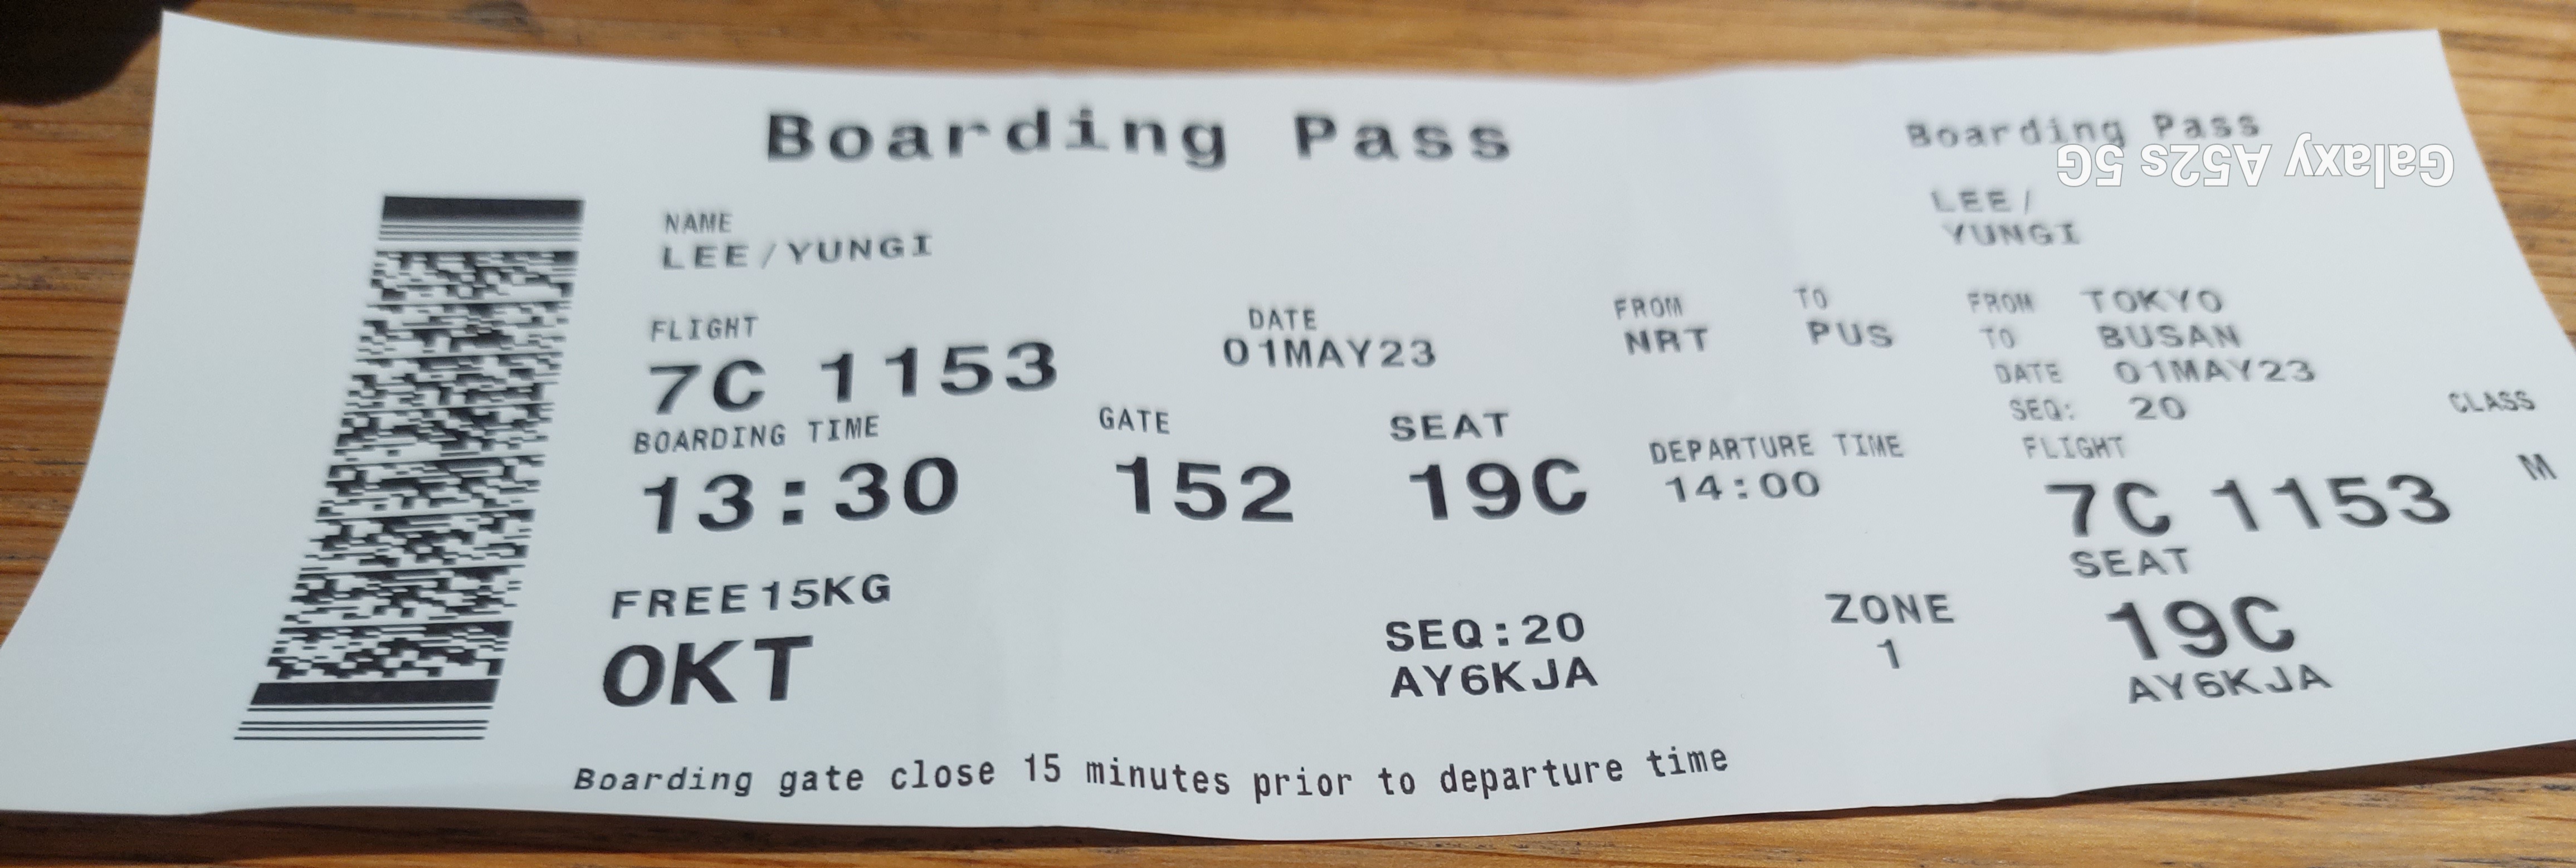 Boarding Pass
NAME
LEE/YUNGI
FLIGHT DATE FROM TO
7C 1153 01MAY23 NRT PUS
BOARDING TIME GATE SEAT DEPARTURE TIME
13:30 152 19C 14:00
FREE15KG
OKT
SEQ:20
AY6KJA
ZONE
1
Boarding gate close 15 minutes prior to departure time
Boarding Pass
Galaxy A52s 5G
LEE/
YUNGI
FROM TOKYO
TO BUSAN
DATE 01MAY23
SEQ: 20
CLASS
M
FLIGHT
7C 1153
SEAT
19C
AY6KJA